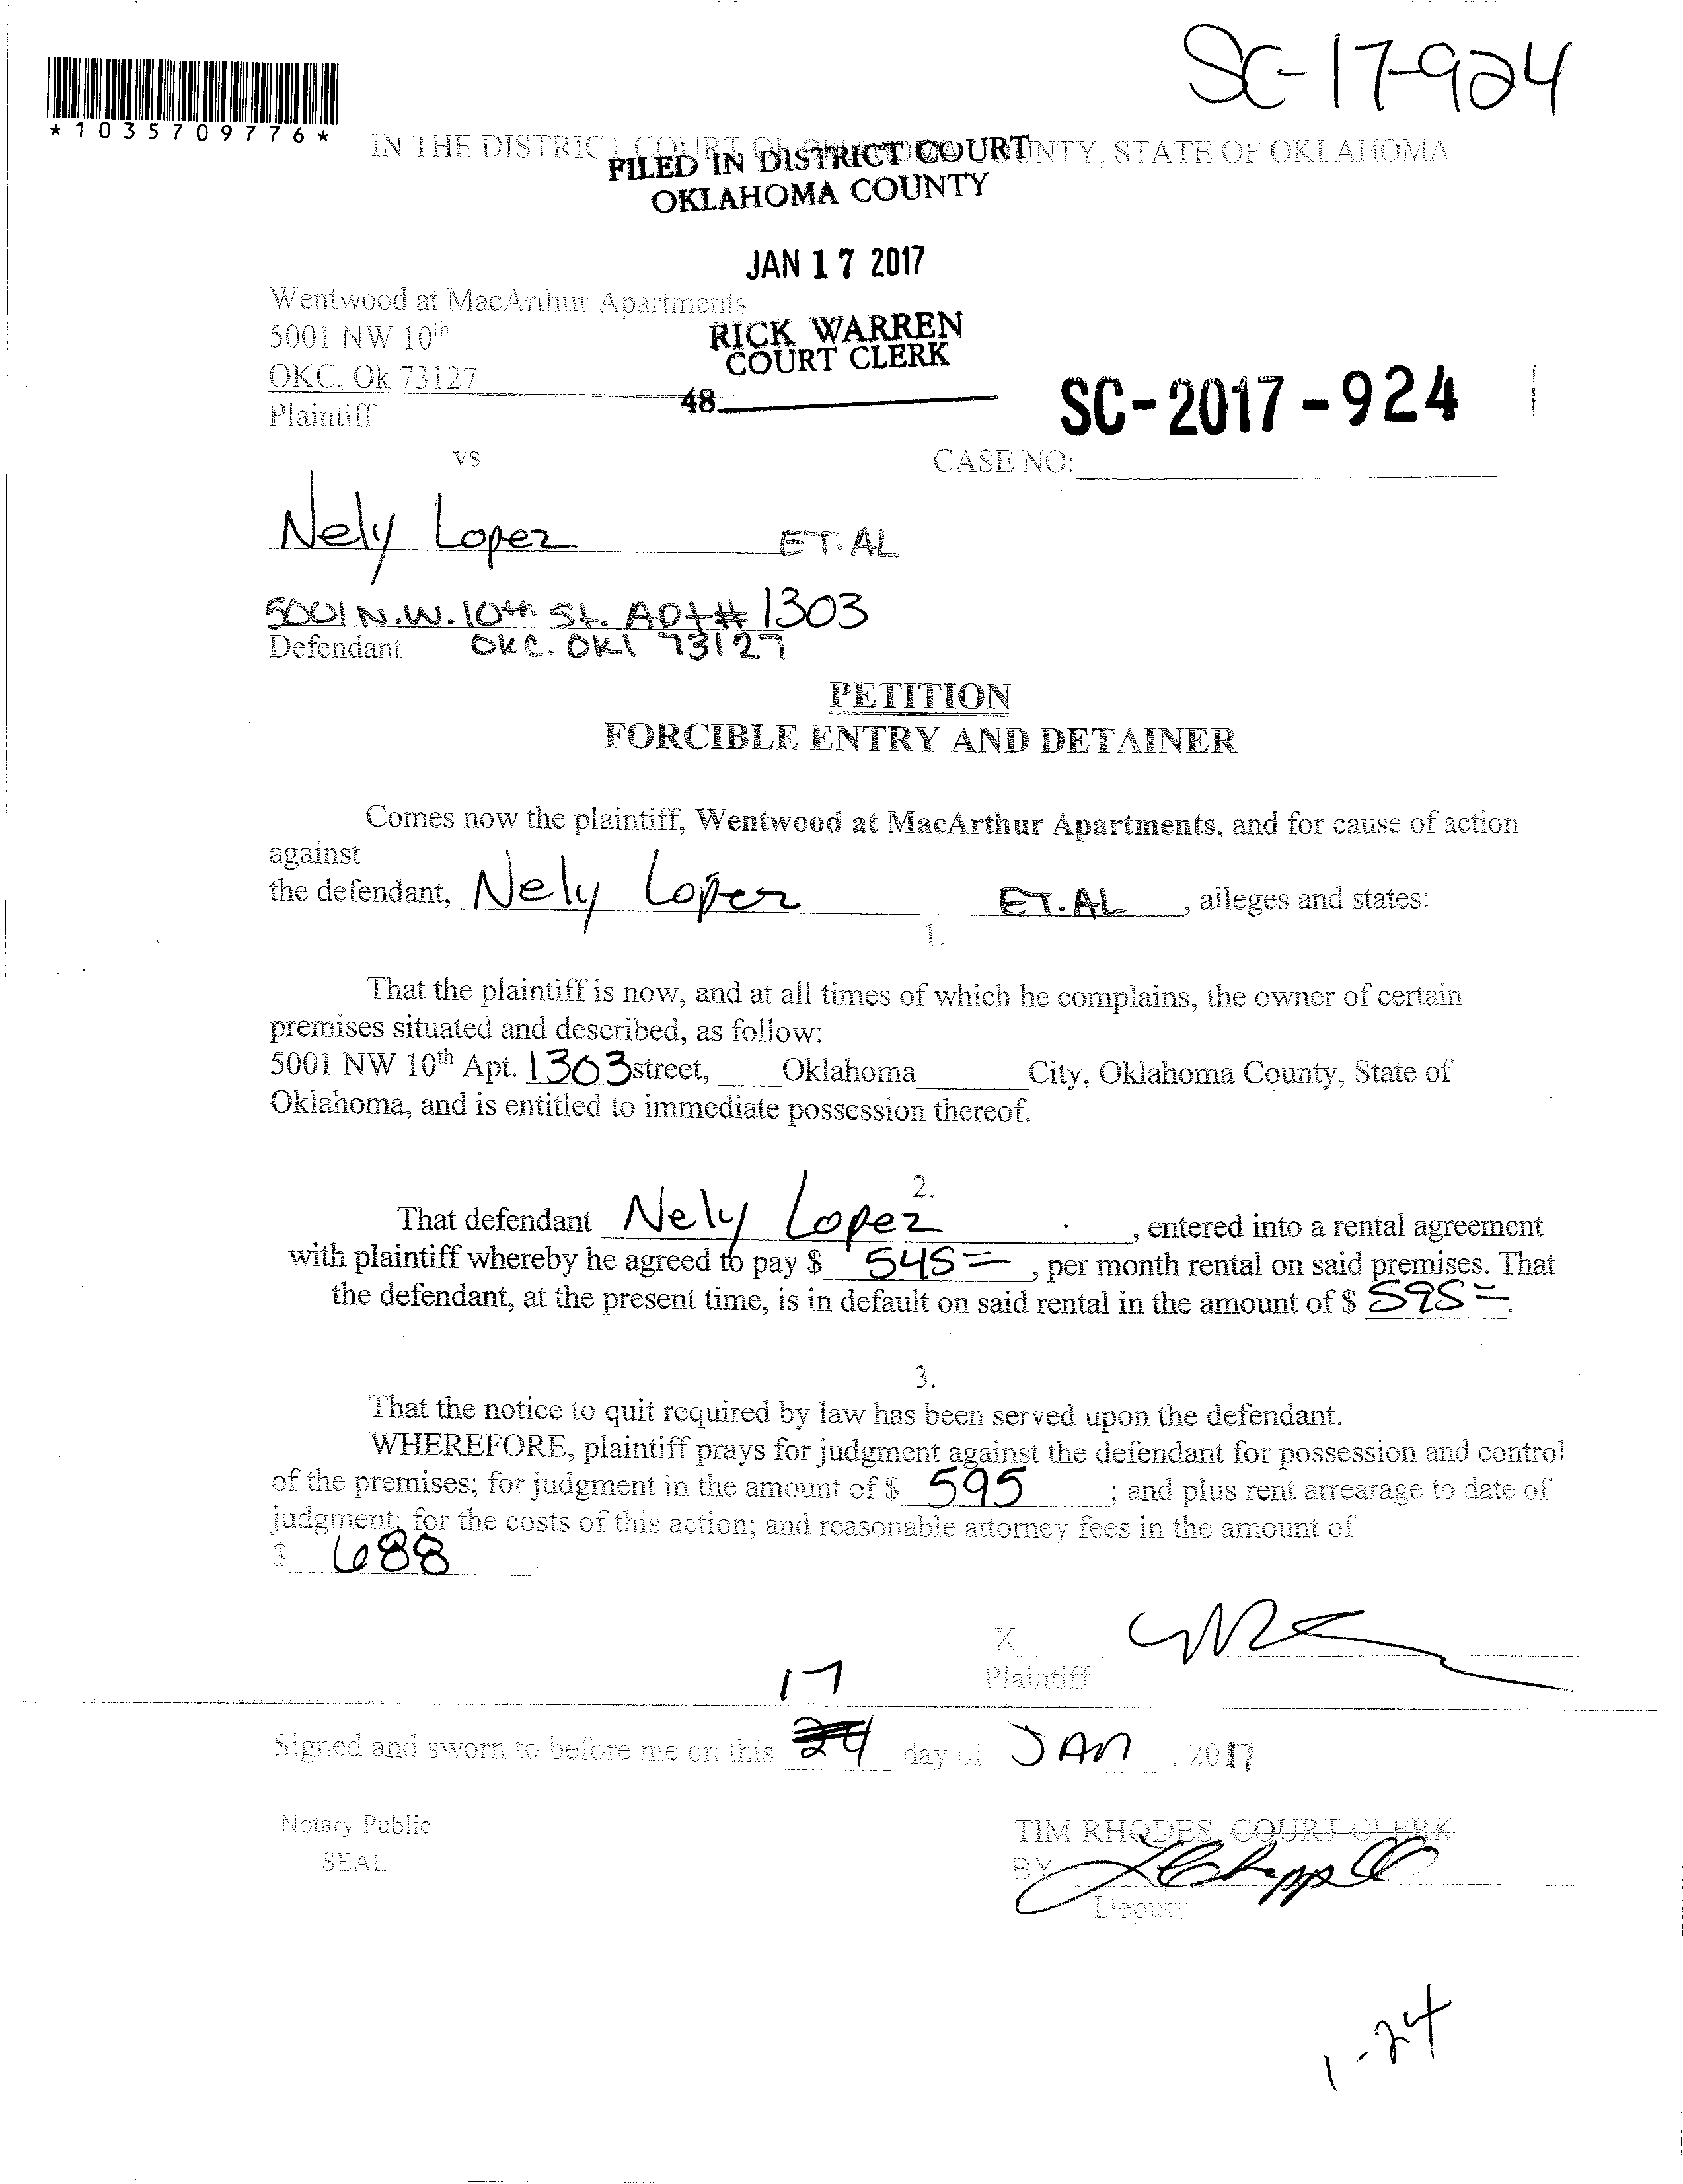 SC-17-924
*1035709776*
IN THE DISTRICT COURT OF OKLAHOMA COUNTY, STATE OF OKLAHOMA
FILED IN DISTRICT COURT
OKLAHOMA COUNTY
JAN 17 2017
Wentwood at MacArthur Apartments
5001 NW 10th
RICK WARREN
COURT CLERK
OKC, Ok 73127
48
Plaintiff
SC-2017-924
vs
CASE NO:
Nely Lopez ET. AL.
5001 N.W. 10th St. Apt# 1303
Defendant OKC. OKl 73127
PETITION
FORCIBLE ENTRY AND DETAINER
Comes now the plaintiff, Wentwood at MacArthur Apartments, and for cause of action
against
the defendant, Nely Lopez ET. AL , alleges and states:
1.
That the plaintiff is now, and at all times of which he complains, the owner of certain
premises situated and described, as follow:
5001 NW 10th Apt. 1303 street, Oklahoma City, Oklahoma County, State of
Oklahoma, and is entitled to immediate possession thereof.
2.
That defendant Nely Lopez , entered into a rental agreement
with plaintiff whereby he agreed to pay $ 545= , per month rental on said premises. That
the defendant, at the present time, is in default on said rental in the amount of $ 595=.
3.
That the notice to quit required by law has been served upon the defendant.
WHEREFORE, plaintiff prays for judgment against the defendant for possession and control
of the premises; for judgment in the amount of $ 595 ; and plus rent arrearage to date of
judgment; for the costs of this action; and reasonable attorney fees in the amount of
$ 688
X
Plaintiff
17
Signed and sworn to before me on this 24 day of JAN , 2017
Notary Public
SEAL
TIM RHODES, COURT CLERK
BY:
Deputy
1-24